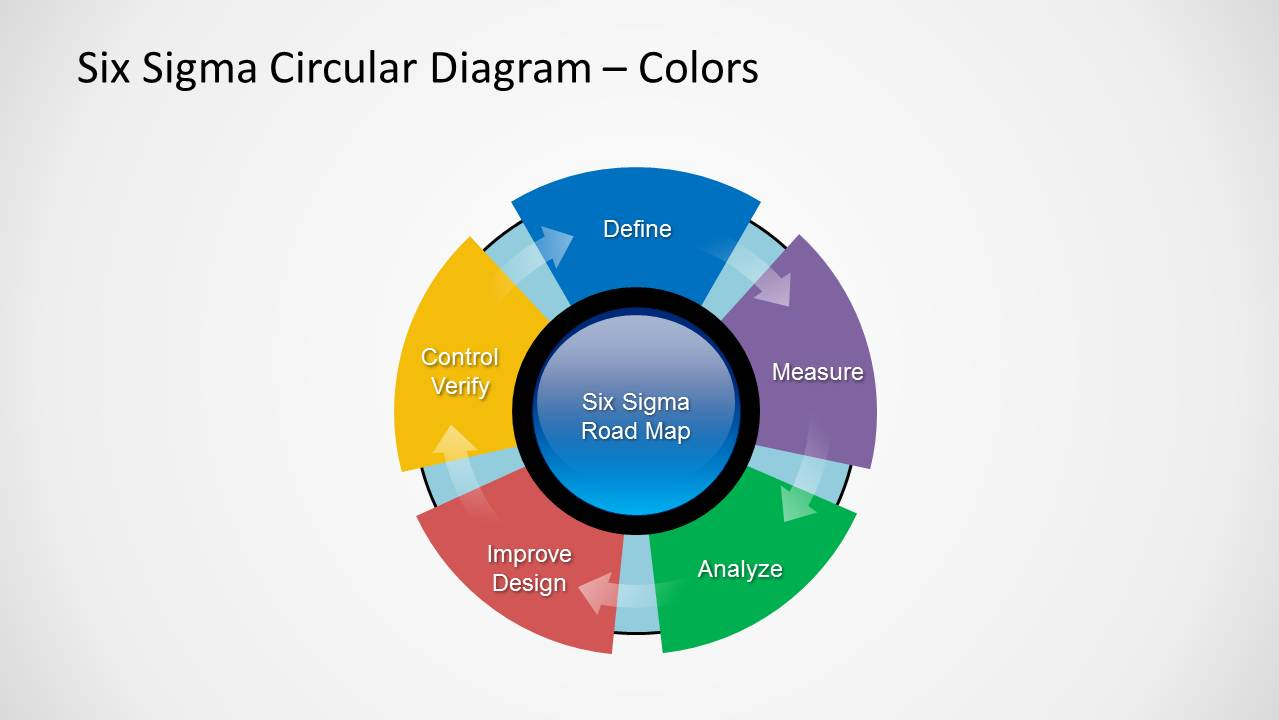 Six Sigma Circular Diagram – Colors
Define
Measure
Analyze
Improve
Design
Control
Verify
Six Sigma
Road Map